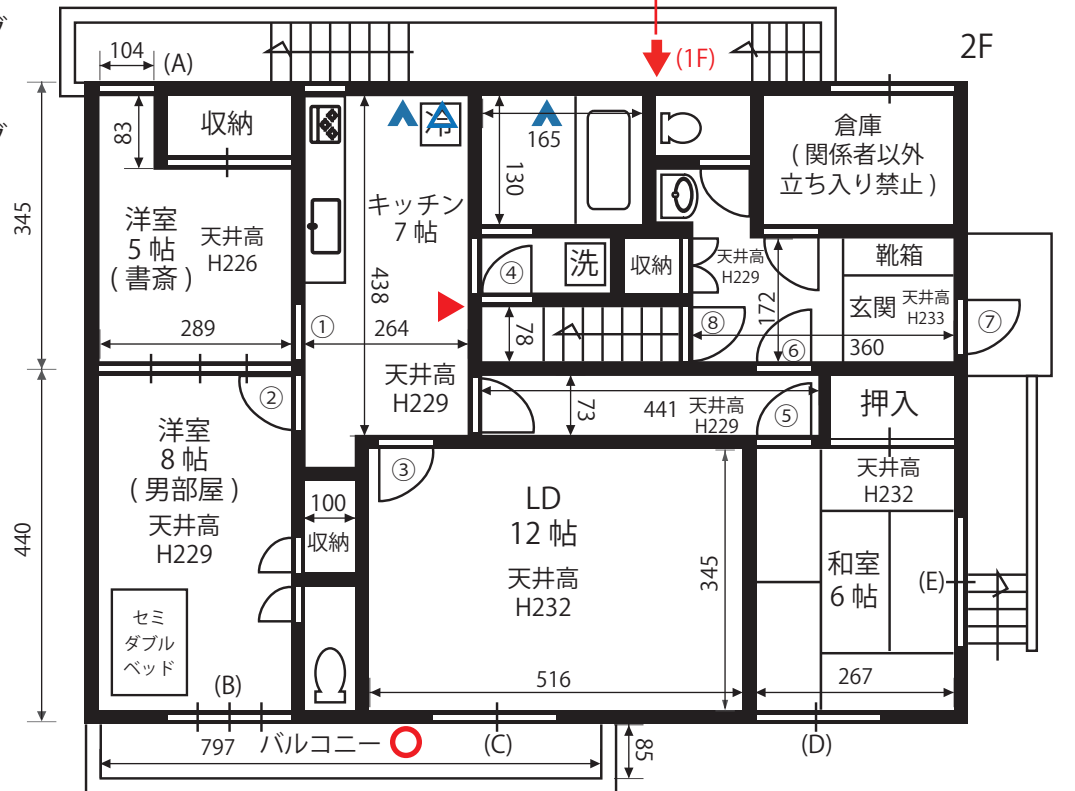 ブ
ブ
104
(A)
(1F)
2F
83
収納
冷
165
130
倉庫
( 関係者以外
立ち入り禁止 )
345
洋室
5 帖
( 書斎 )
天井高
H226
キッチン
7 帖
438
④
洗
収納
天井高
H229
172
靴箱
玄関
天井高
H233
⑦
289
①
264
78
⑧
⑥
360
天井高
H229
②
73
441
天井高
H229
⑤
押入
洋室
8 帖
( 男部屋 )
天井高
H229
③
100
収納
LD
12 帖
天井高
H232
345
天井高
H232
和室
6 帖
(E)
440
セミ
ダブル
ベッド
(B)
516
267
797
バルコニー
(C)
85
(D)